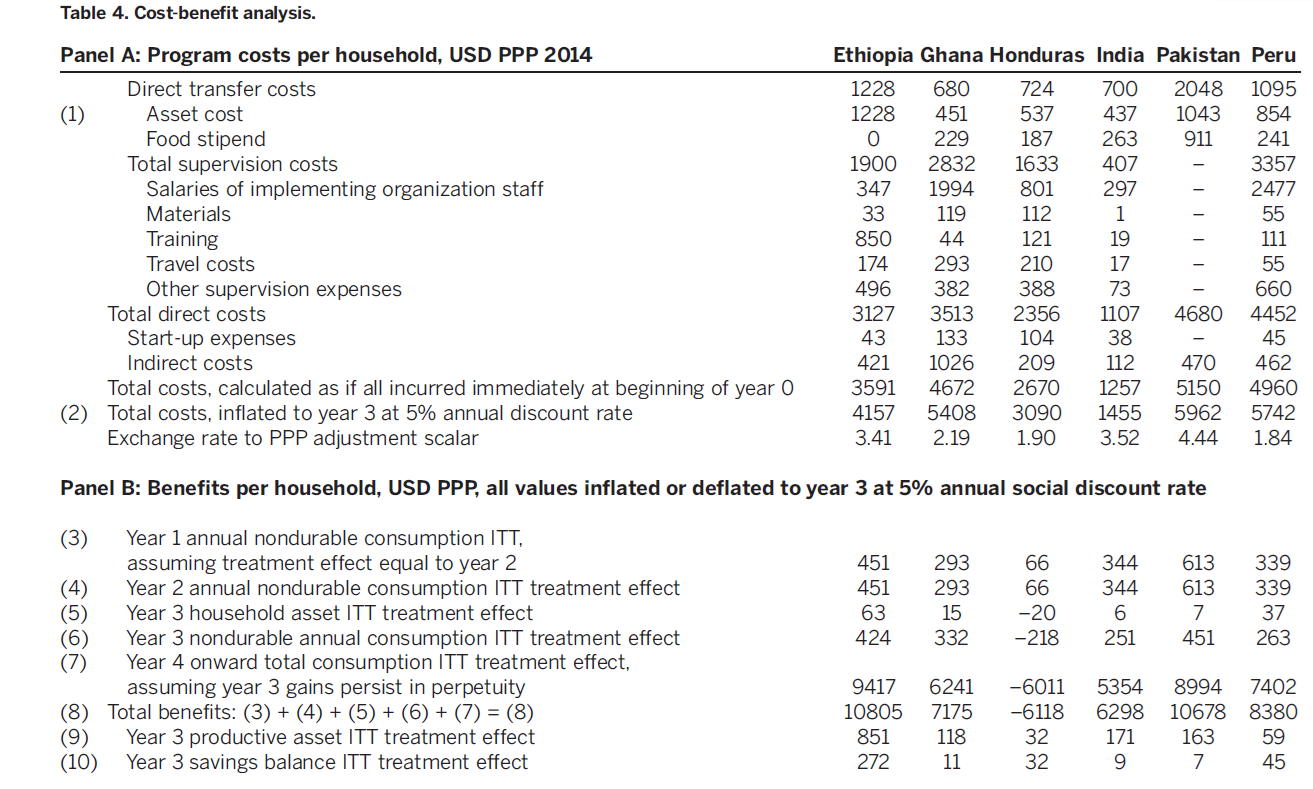 Table 4. Cost-benefit analysis.
Panel A: Program costs per household, USD PPP 2014 Ethiopia Ghana Honduras India Pakistan Peru
Direct transfer costs 1228 680 724 700 2048 1095
(1) Asset cost 1228 451 537 437 1043 854
Food stipend 0 229 187 263 911 241
Total supervision costs 1900 2832 1633 407 – 3357
Salaries of implementing organization staff 347 1994 801 297 – 2477
Materials 33 119 112 1 – 55
Training 850 44 121 19 – 111
Travel costs 174 293 210 17 – 55
Other supervision expenses 496 382 388 73 – 660
Total direct costs 3127 3513 2356 1107 4680 4452
Start-up expenses 43 133 104 38 – 45
Indirect costs 421 1026 209 112 470 462
Total costs, calculated as if all incurred immediately at beginning of year 0 3591 4672 2670 1257 5150 4960
(2) Total costs, inflated to year 3 at 5% annual discount rate 4157 5408 3090 1455 5962 5742
Exchange rate to PPP adjustment scalar 3.41 2.19 1.90 3.52 4.44 1.84
Panel B: Benefits per household, USD PPP, all values inflated or deflated to year 3 at 5% annual social discount rate
(3) Year 1 annual nondurable consumption ITT,
assuming treatment effect equal to year 2 451 293 66 344 613 339
(4) Year 2 annual nondurable consumption ITT treatment effect 451 293 66 344 613 339
(5) Year 3 household asset ITT treatment effect 63 15 –20 6 7 37
(6) Year 3 nondurable annual consumption ITT treatment effect 424 332 –218 251 451 263
(7) Year 4 onward total consumption ITT treatment effect,
assuming year 3 gains persist in perpetuity 9417 6241 –6011 5354 8994 7402
(8) Total benefits: (3) + (4) + (5) + (6) + (7) = (8) 10805 7175 –6118 6298 10678 8380
(9) Year 3 productive asset ITT treatment effect 851 118 32 171 163 59
(10) Year 3 savings balance ITT treatment effect 272 11 32 9 7 45